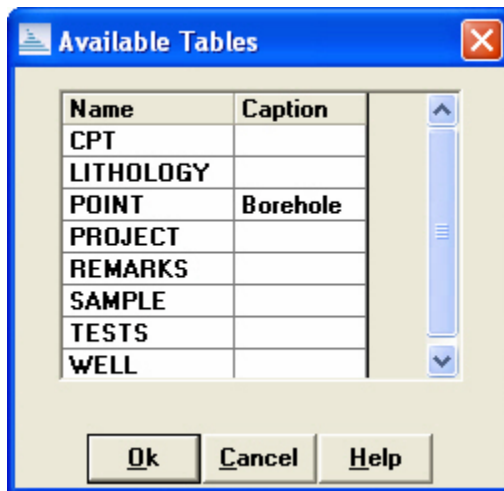 Available Tables
Name Caption
CPT
LITHOLOGY
POINT Borehole
PROJECT
REMARKS
SAMPLE
TESTS
WELL
Ok Cancel Help